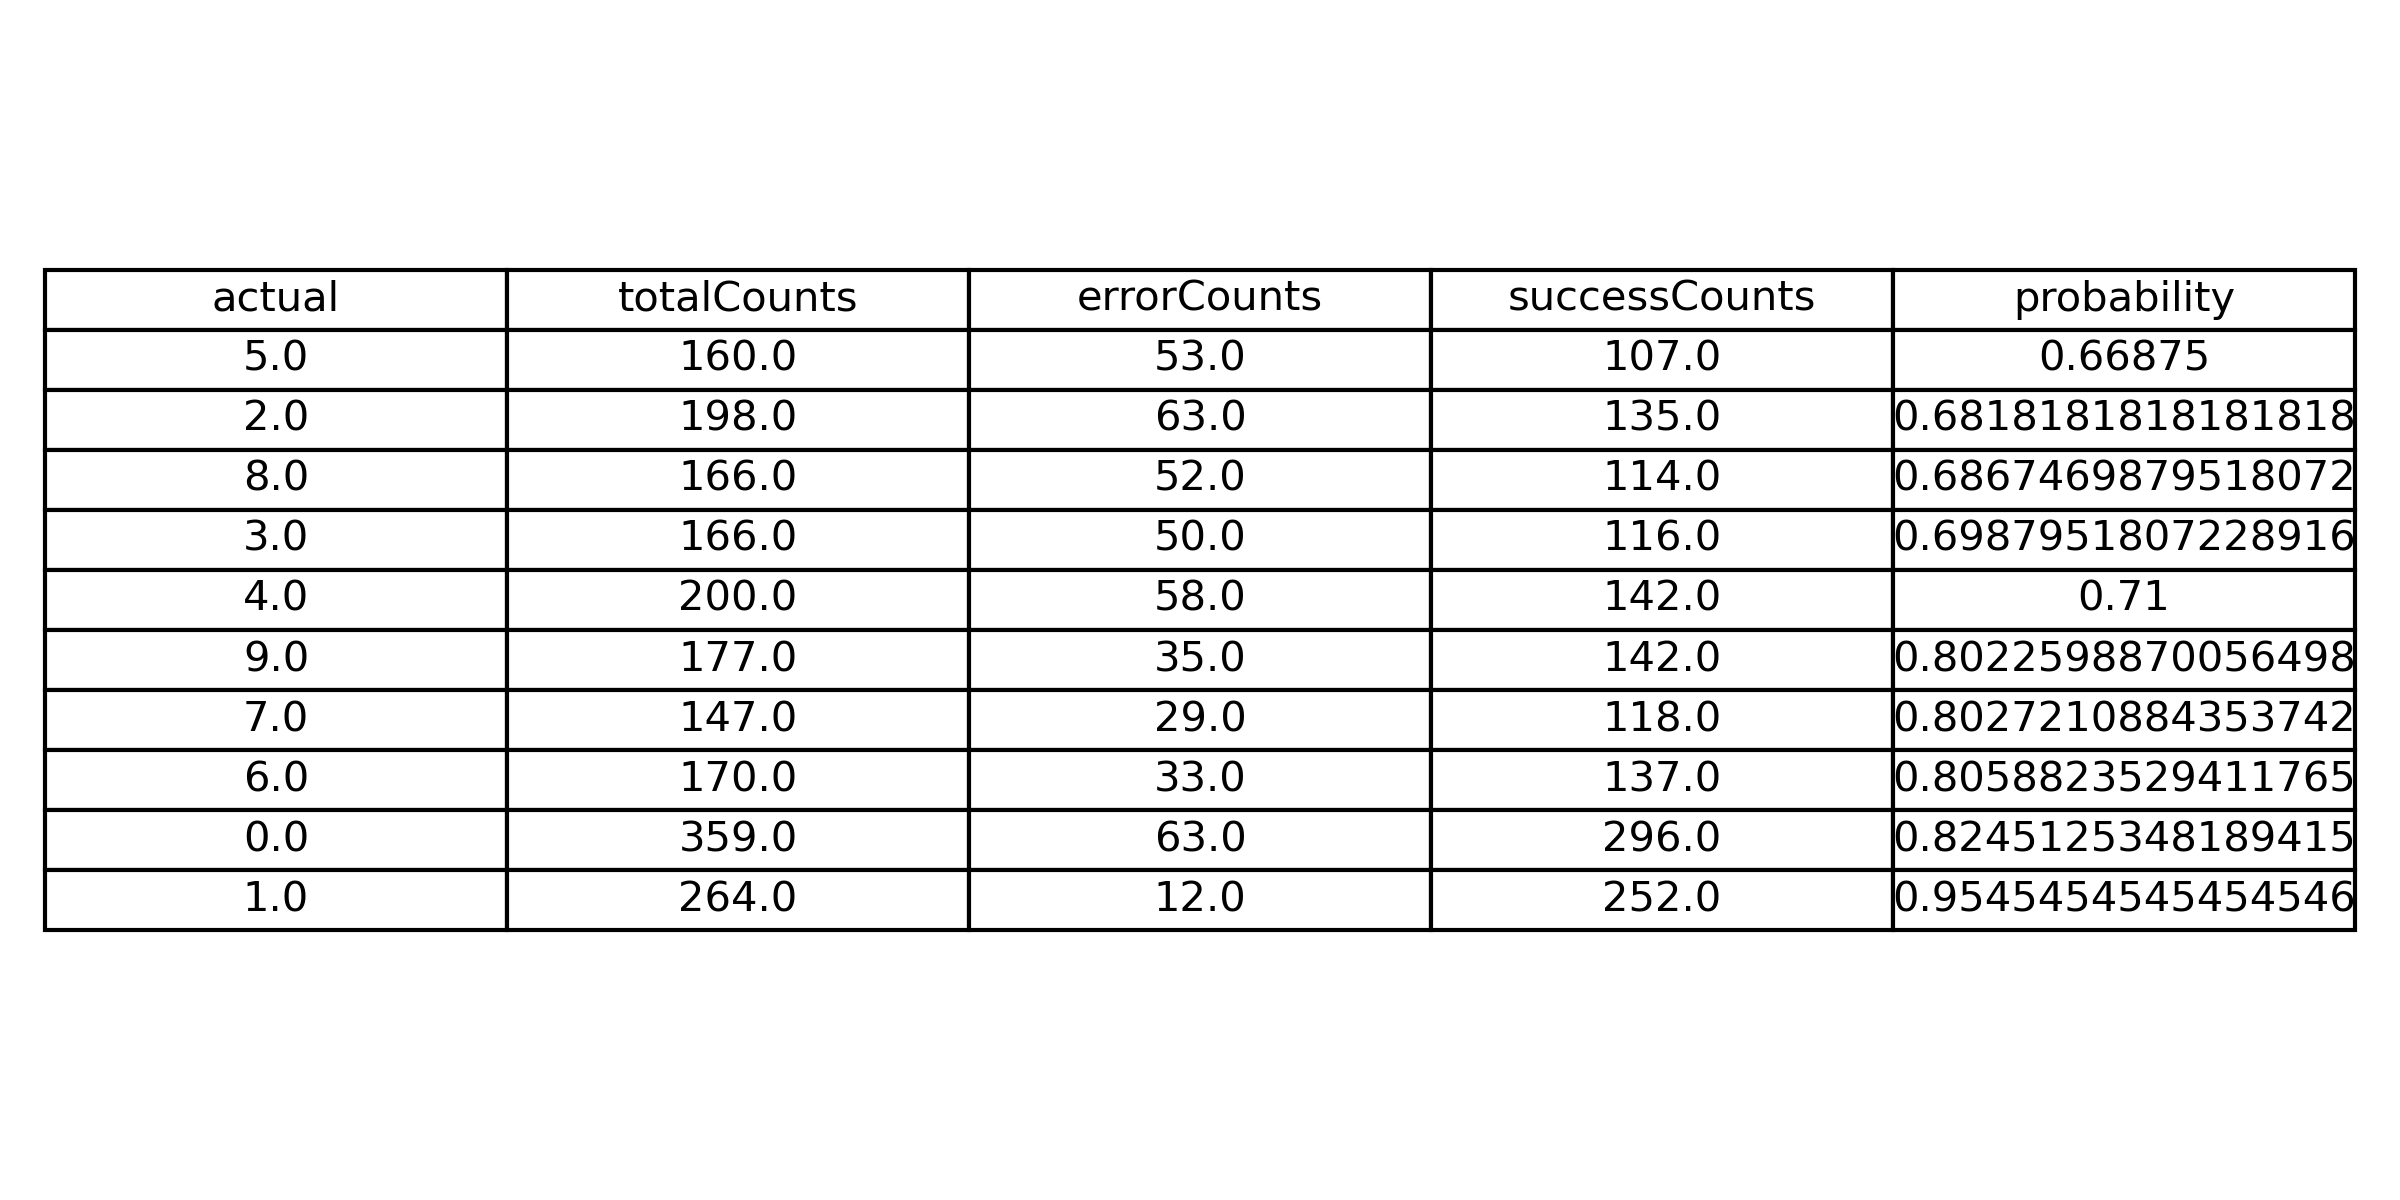 actual totalCounts errorCounts successCounts probability
5.0 160.0 53.0 107.0 0.66875
2.0 198.0 63.0 135.0 0.6818181818181818
8.0 166.0 52.0 114.0 0.6867469879518072
3.0 166.0 50.0 116.0 0.6987951807228916
4.0 200.0 58.0 142.0 0.71
9.0 177.0 35.0 142.0 0.8022598870056498
7.0 147.0 29.0 118.0 0.8027210884353742
6.0 170.0 33.0 137.0 0.8058823529411765
0.0 359.0 63.0 296.0 0.8245125348189415
1.0 264.0 12.0 252.0 0.9545454545454546